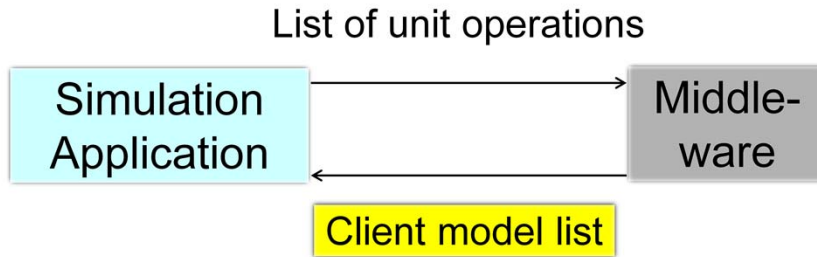 List of unit operations
Simulation
Application
Middle-
ware
Client model list